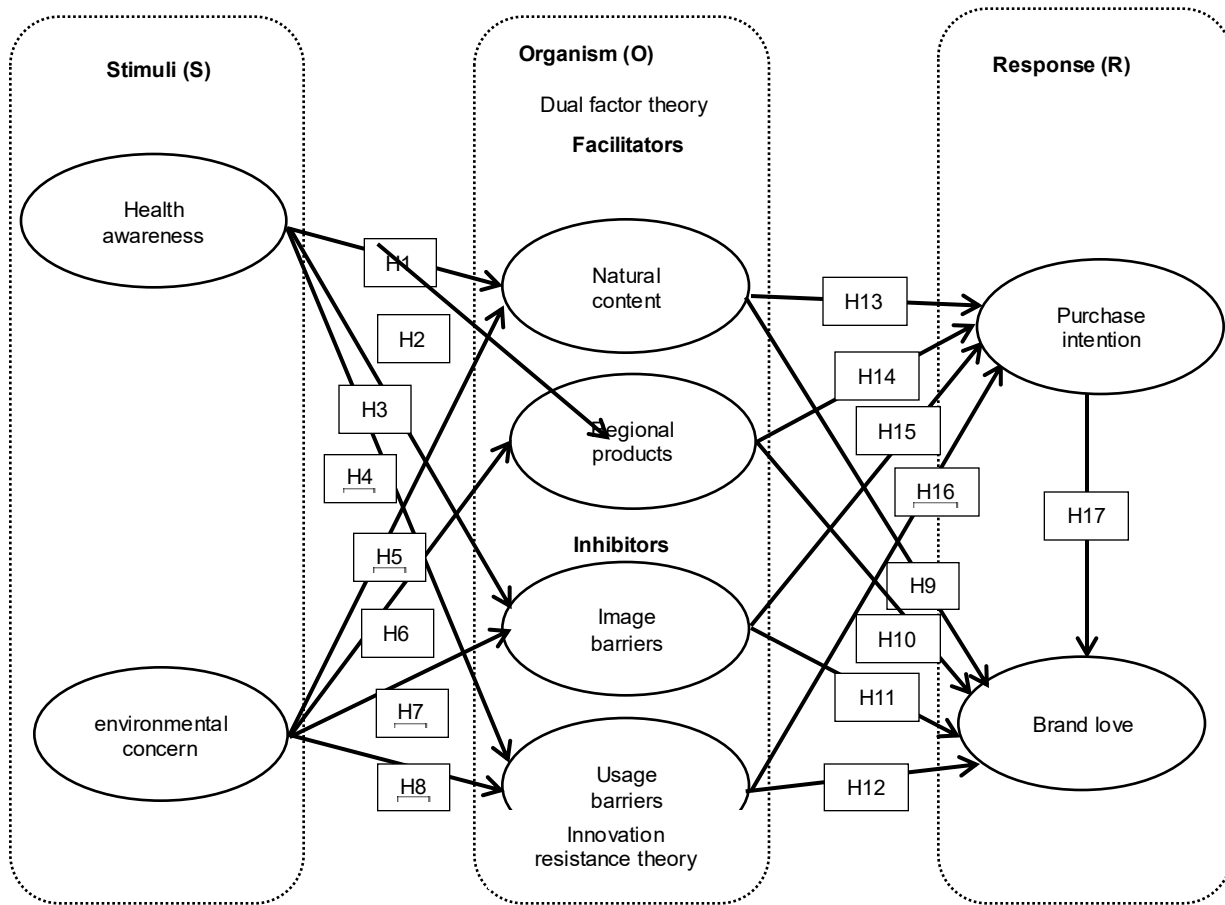 Stimuli (S)
Organism (O)
Response (R)
Dual factor theory
Facilitators
Health
awareness
environmental
concern
H1
H2
H3
H4
H5
H6
H7
H8
Natural
content
Regional
products
Inhibitors
Image
barriers
Usage
barriers
Innovation
resistance theory
H13
H14
H15
H16
H9
H10
H11
H12
Purchase
intention
H17
Brand love